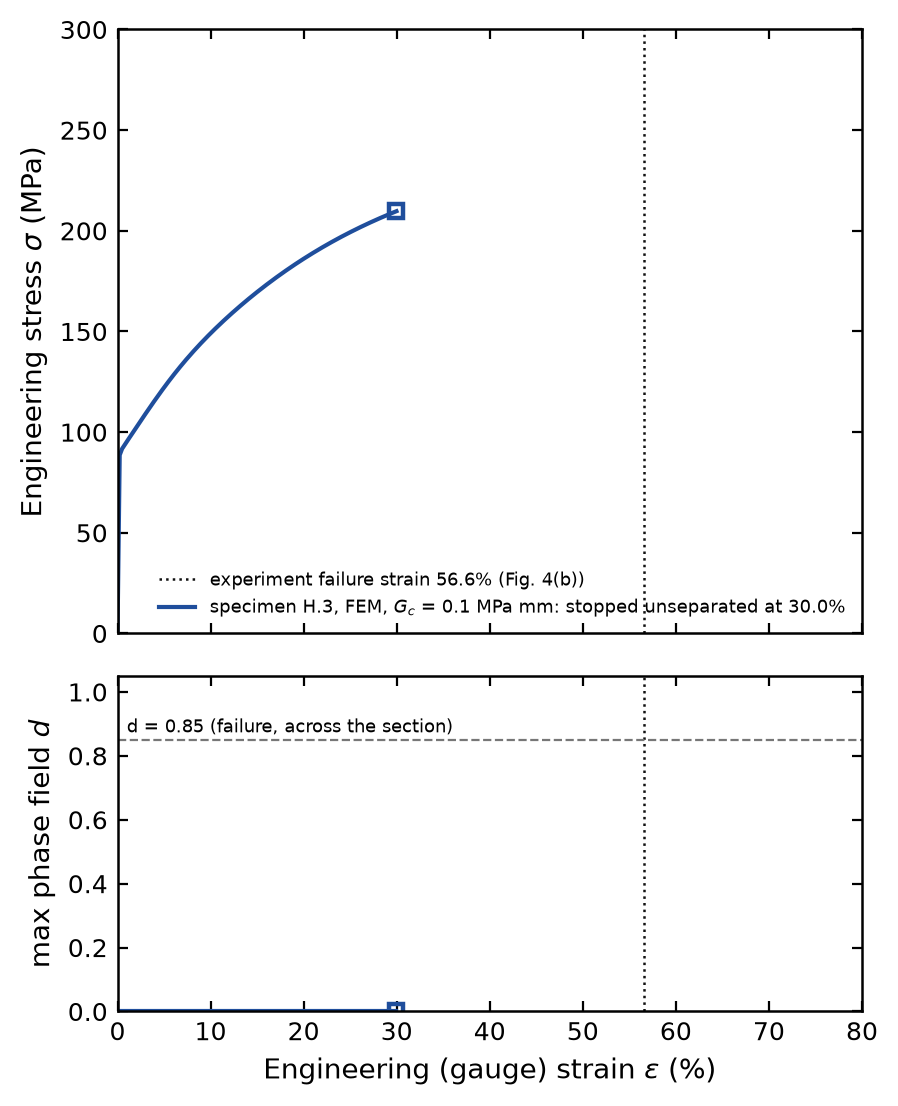 300
250
200
150
100
50
0
Engineering stress σ (MPa)
experiment failure strain 56.6% (Fig. 4(b))
specimen H.3, FEM, G_c = 0.1 MPa mm: stopped unseparated at 30.0%
1.0
0.8
0.6
0.4
0.2
0.0
max phase field d
d = 0.85 (failure, across the section)
0 10 20 30 40 50 60 70 80
Engineering (gauge) strain ε (%)